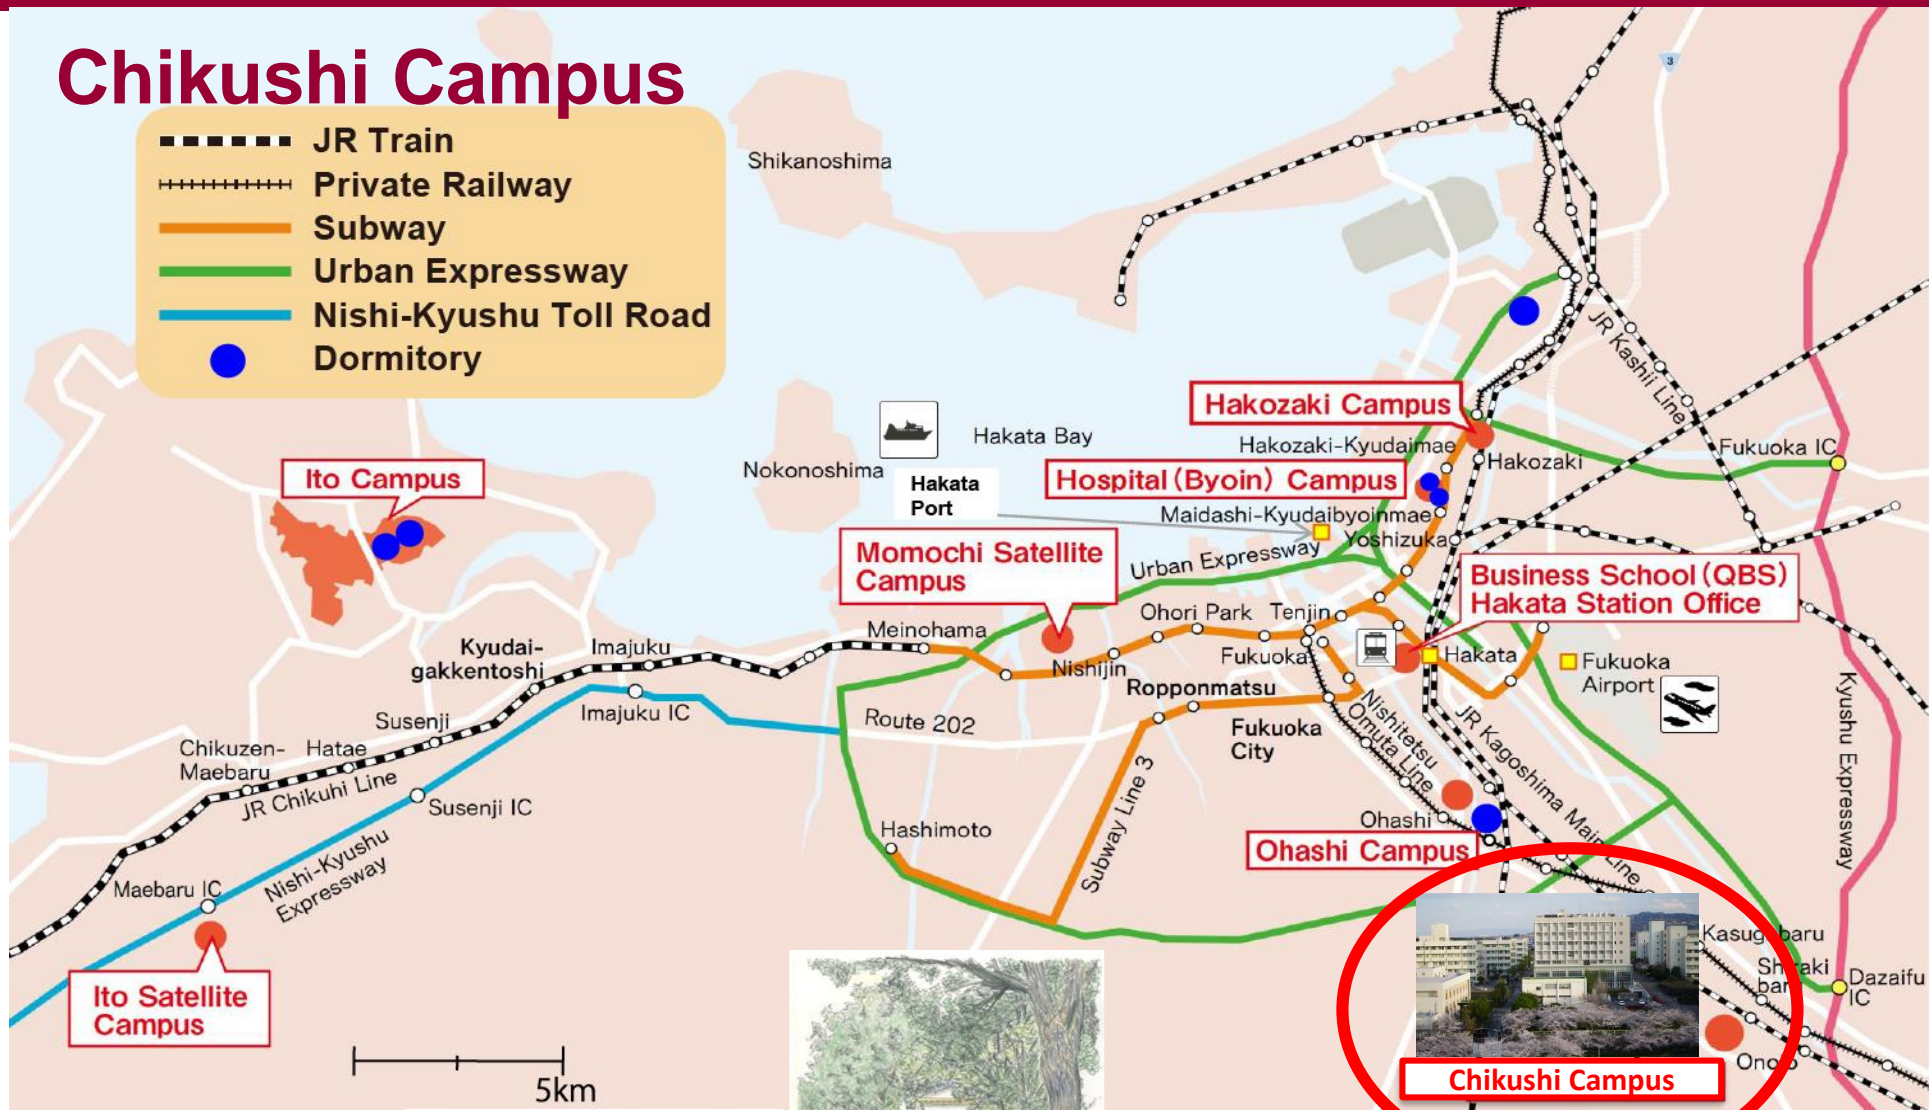 Chikushi Campus
JR Train
Private Railway
Subway
Urban Expressway
Nishi-Kyushu Toll Road
Dormitory
Shikanoshima
3
JR Kashii Line
Hakozaki Campus
Hakata Bay
Hakozaki-Kyudaimae
Fukuoka IC
Nokonoshima
Hakozaki
Ito Campus
Hakata
Port
Hospital (Byoin) Campus
Maidashi-Kyudaibyoinmae
Yoshizuka
Momochi Satellite
Campus
Urban Expressway
Business School (QBS)
Hakata Station Office
Ohori Park
Tenjin
Meinohama
Kyudai-
gakkentoshi
Imajuku
Nishijin
Fukuoka
Hakata
Fukuoka
Airport
Ropponmatsu
Imajuku IC
Susenji
Route 202
Fukuoka
City
Nishitetsu
Omuta Line
JR Kagoshima Main Line
Kyushu Expressway
Chikuzen-
Maebaru
Hatae
JR Chikuhi Line
Susenji IC
Hashimoto
Subway Line 3
Ohashi
Ohashi Campus
Nishi-Kyushu
Expressway
Maebaru IC
Kasugabaru
Shiraki
baru
Dazaifu
IC
Ito Satellite
Campus
Onojo
Chikushi Campus
5km